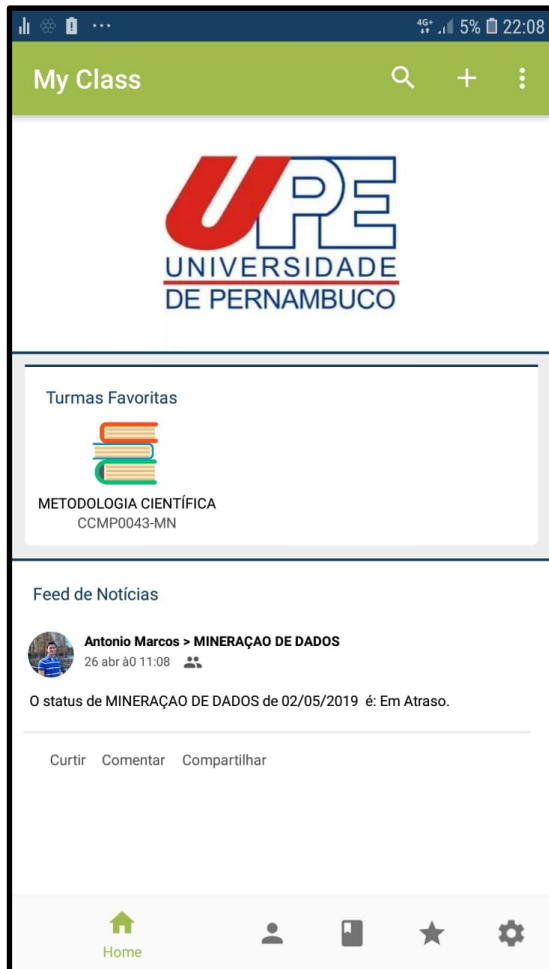 4G+ 5% 22:08
My Class
UPE
UNIVERSIDADE
DE PERNAMBUCO
Turmas Favoritas
METODOLOGIA CIENTÍFICA
CCMP0043-MN
Feed de Notícias
Antonio Marcos > MINERAÇAO DE DADOS
26 abr à0 11:08
O status de MINERAÇAO DE DADOS de 02/05/2019 é: Em Atraso.
Curtir Comentar Compartilhar
Home